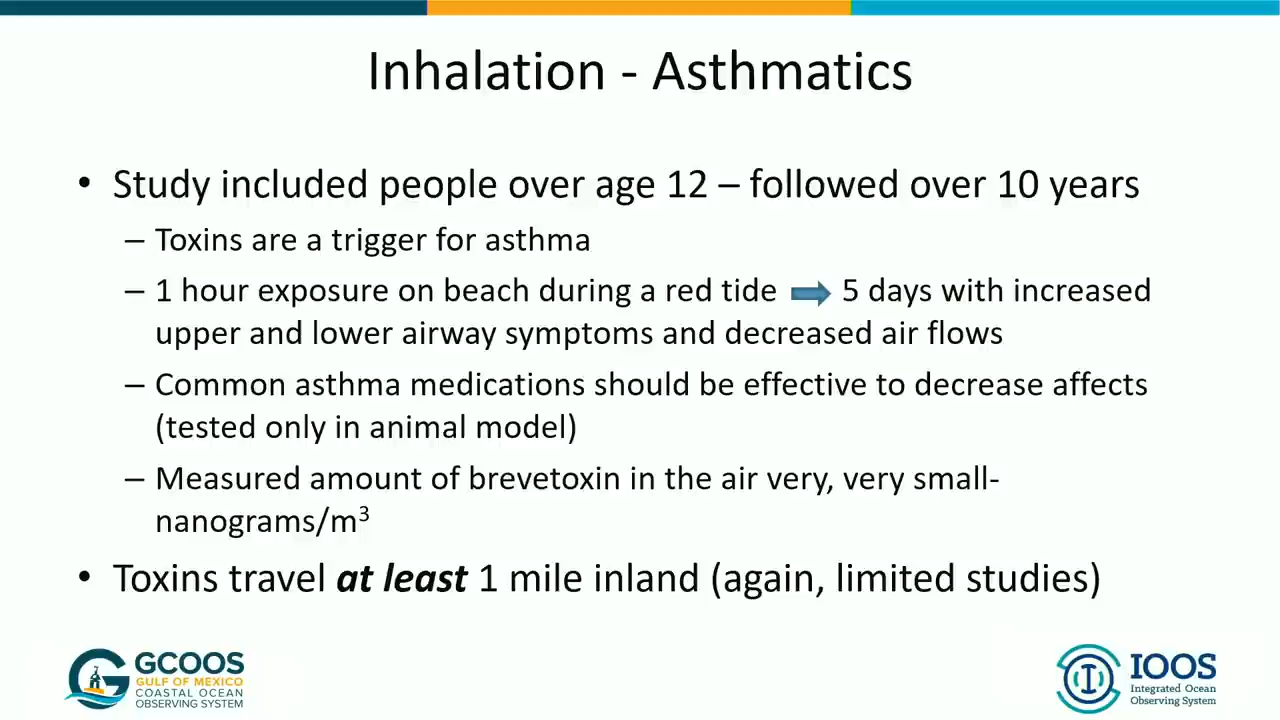 Inhalation - Asthmatics
• Study included people over age 12 – followed over 10 years
– Toxins are a trigger for asthma
– 1 hour exposure on beach during a red tide 5 days with increased
upper and lower airway symptoms and decreased air flows
– Common asthma medications should be effective to decrease affects
(tested only in animal model)
– Measured amount of brevetoxin in the air very, very small-
nanograms/m³
• Toxins travel at least 1 mile inland (again, limited studies)
GCOOS
GULF OF MEXICO
COASTAL OCEAN
OBSERVING SYSTEM
IOOS
Integrated Ocean
Observing System